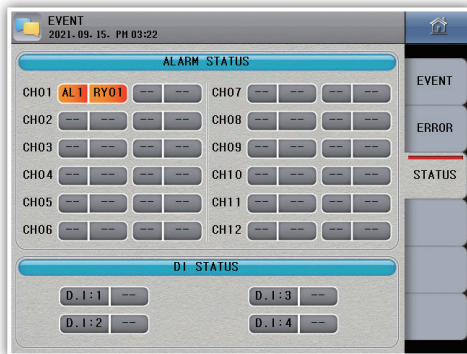 EVENT
2021. 09. 15. PM 03:22
ALARM STATUS
CH01 AL1 RY01 -- -- CH07 -- -- -- --
CH02 -- -- -- -- CH08 -- -- -- --
CH03 -- -- -- -- CH09 -- -- -- --
CH04 -- -- -- -- CH10 -- -- -- --
CH05 -- -- -- -- CH11 -- -- -- --
CH06 -- -- -- -- CH12 -- -- -- --
DI STATUS
D.I:1 -- D.I:3 --
D.I:2 -- D.I:4 --
EVENT
ERROR
STATUS